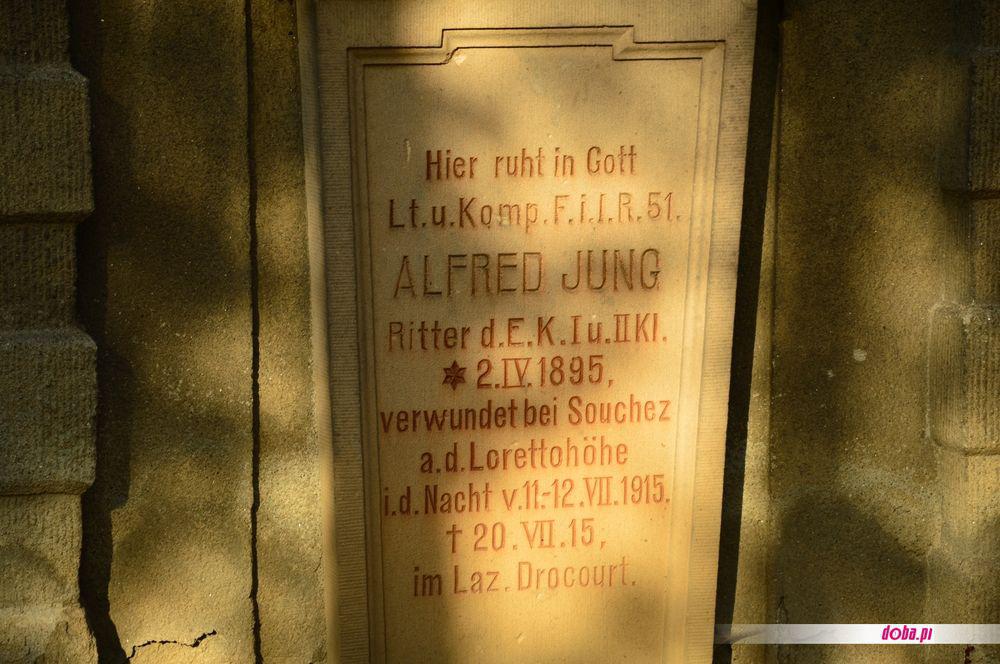 Hier ruht in Gott
Lt.u.Komp.F.i.I.R.51.
ALFRED JUNG
Ritter d.E.K.I u.II Kl.
✶ 2.IV.1895,
verwundet bei Souchez
a.d.Lorettohöhe
i.d.Nacht v.11.-12.VII.1915.
† 20.VII.15,
im Laz.Drocourt.
doba.pl